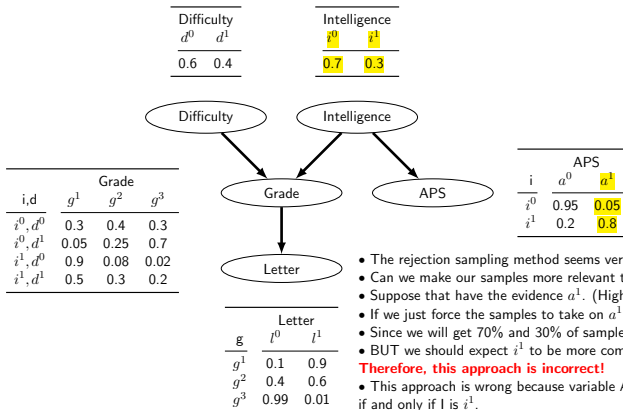 Difficulty
d⁰ d¹
0.6 0.4
Intelligence
i⁰ i¹
0.7 0.3
Difficulty
Intelligence
Grade
APS
Letter
Grade
i,d g¹ g² g³
i⁰, d⁰ 0.3 0.4 0.3
i⁰, d¹ 0.05 0.25 0.7
i¹, d⁰ 0.9 0.08 0.02
i¹, d¹ 0.5 0.3 0.2
APS
i a⁰ a¹
i⁰ 0.95 0.05
i¹ 0.2 0.8
Letter
g l⁰ l¹
g¹ 0.1 0.9
g² 0.4 0.6
g³ 0.99 0.01
• The rejection sampling method seems ver
• Can we make our samples more relevant t
• Suppose that have the evidence a¹. (High
• If we just force the samples to take on a¹
• Since we will get 70% and 30% of sample
• BUT we should expect i¹ to be more com
Therefore, this approach is incorrect!
• This approach is wrong because variable A
if and only if I is i¹.